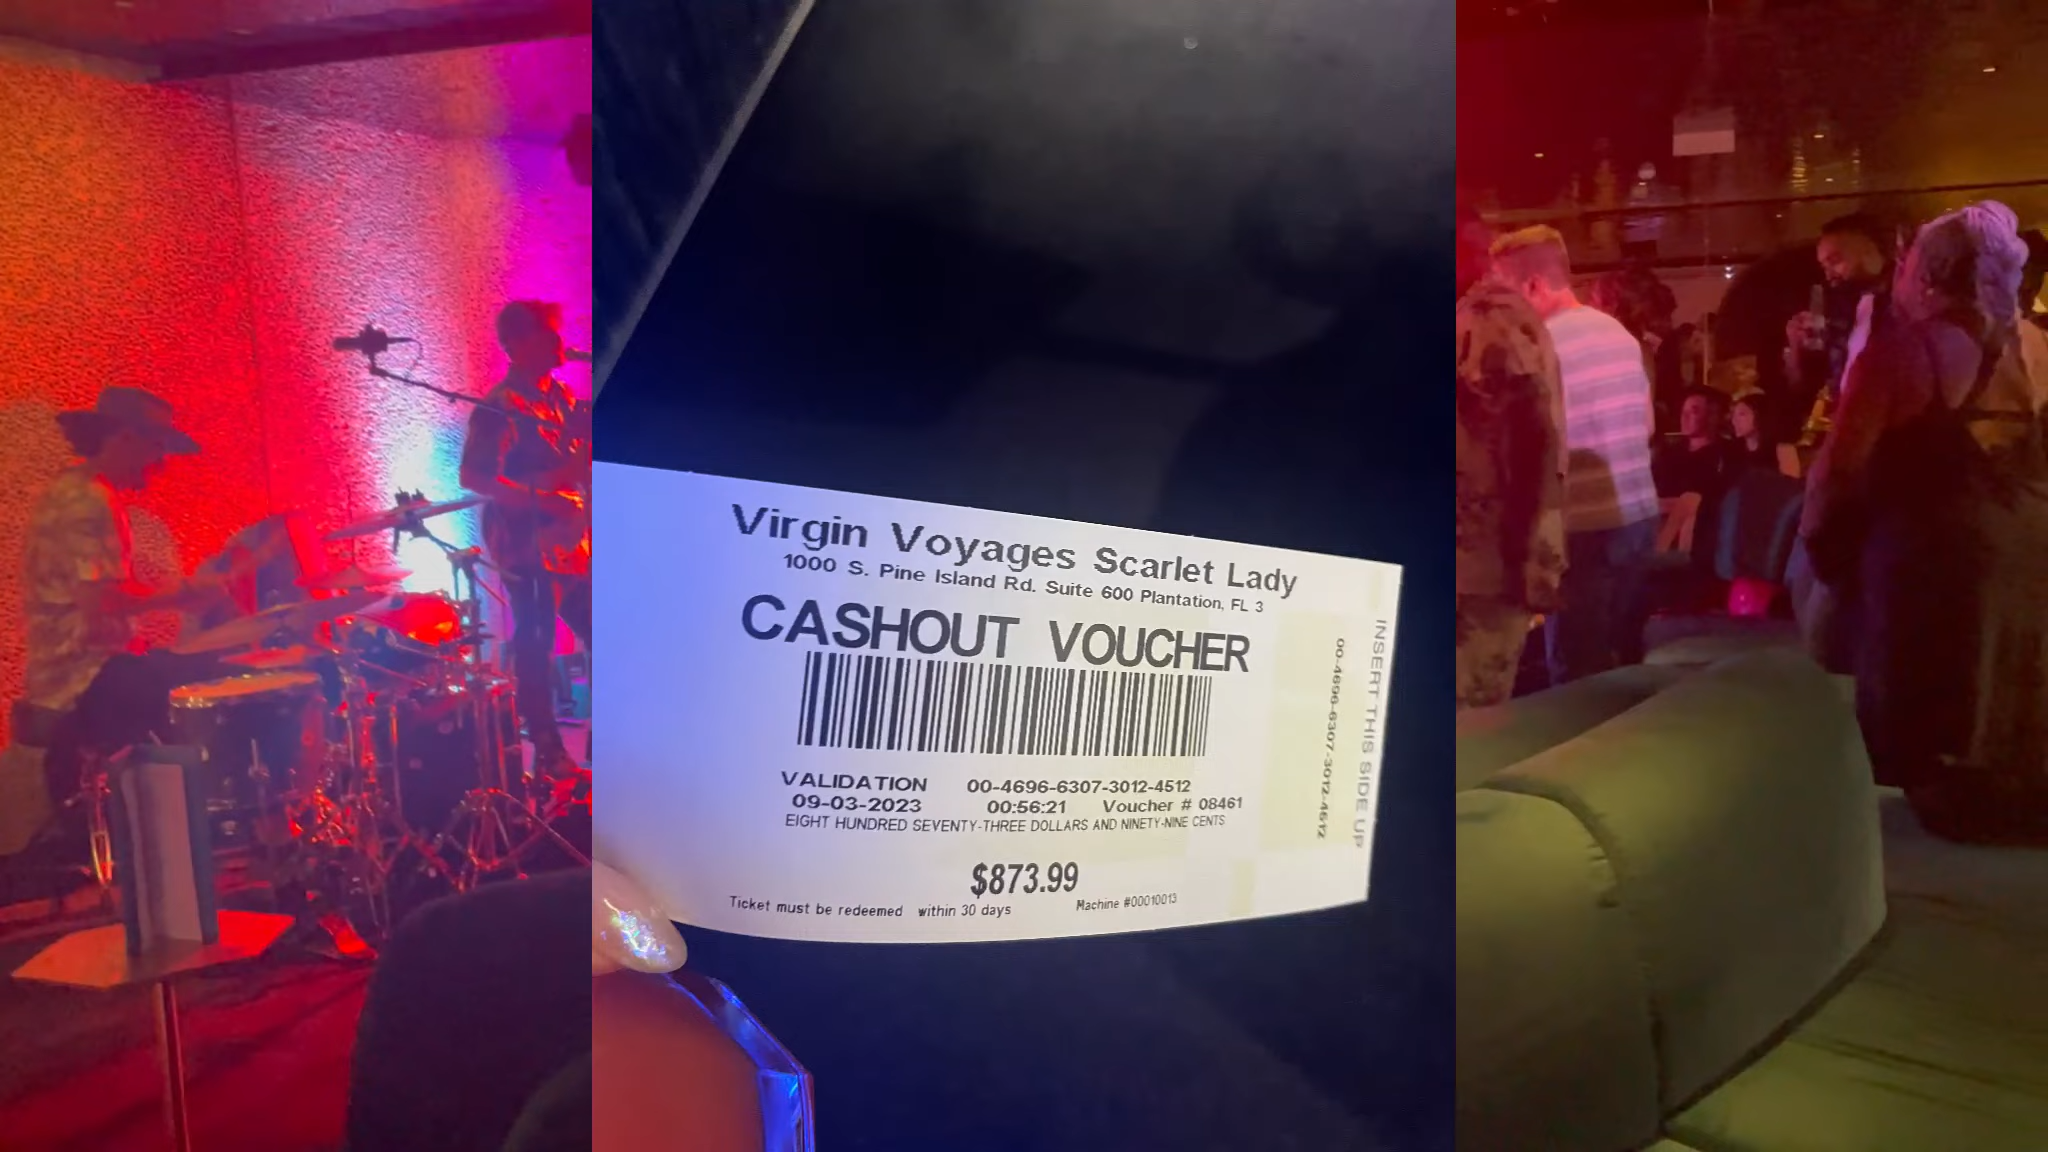 Virgin Voyages Scarlet Lady
1000 S. Pine Island Rd. Suite 600 Plantation, FL 3
CASHOUT VOUCHER
VALIDATION 00-4696-6307-3012-4512
09-03-2023 00:56:21 Voucher # 08461
EIGHT HUNDRED SEVENTY-THREE DOLLARS AND NINETY-NINE CENTS
$873.99
Ticket must be redeemed within 30 days Machine #00010013
00-4696-6307-3012-4512
INSERT THIS SIDE UP